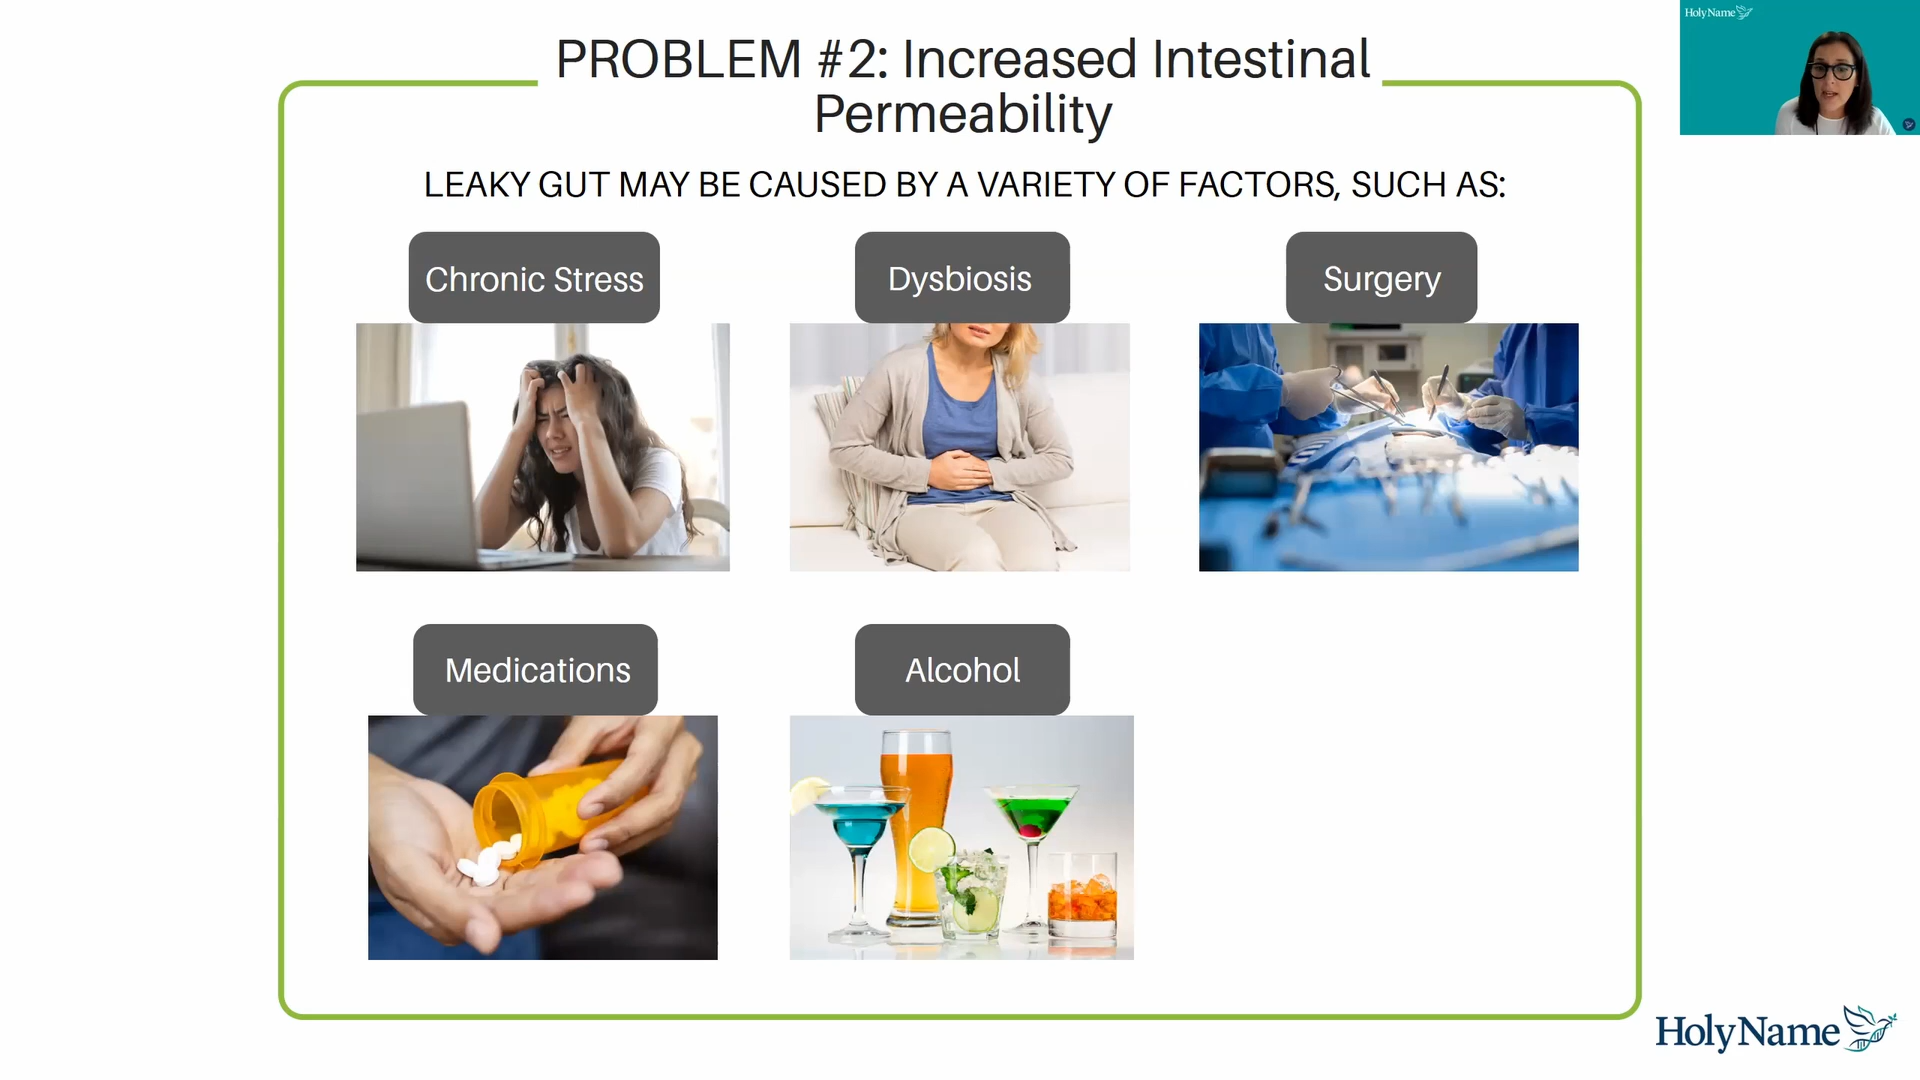 PROBLEM #2: Increased Intestinal
Permeability
LEAKY GUT MAY BE CAUSED BY A VARIETY OF FACTORS, SUCH AS:
Chronic Stress
Dysbiosis
Surgery
Medications
Alcohol
HolyName
HolyName